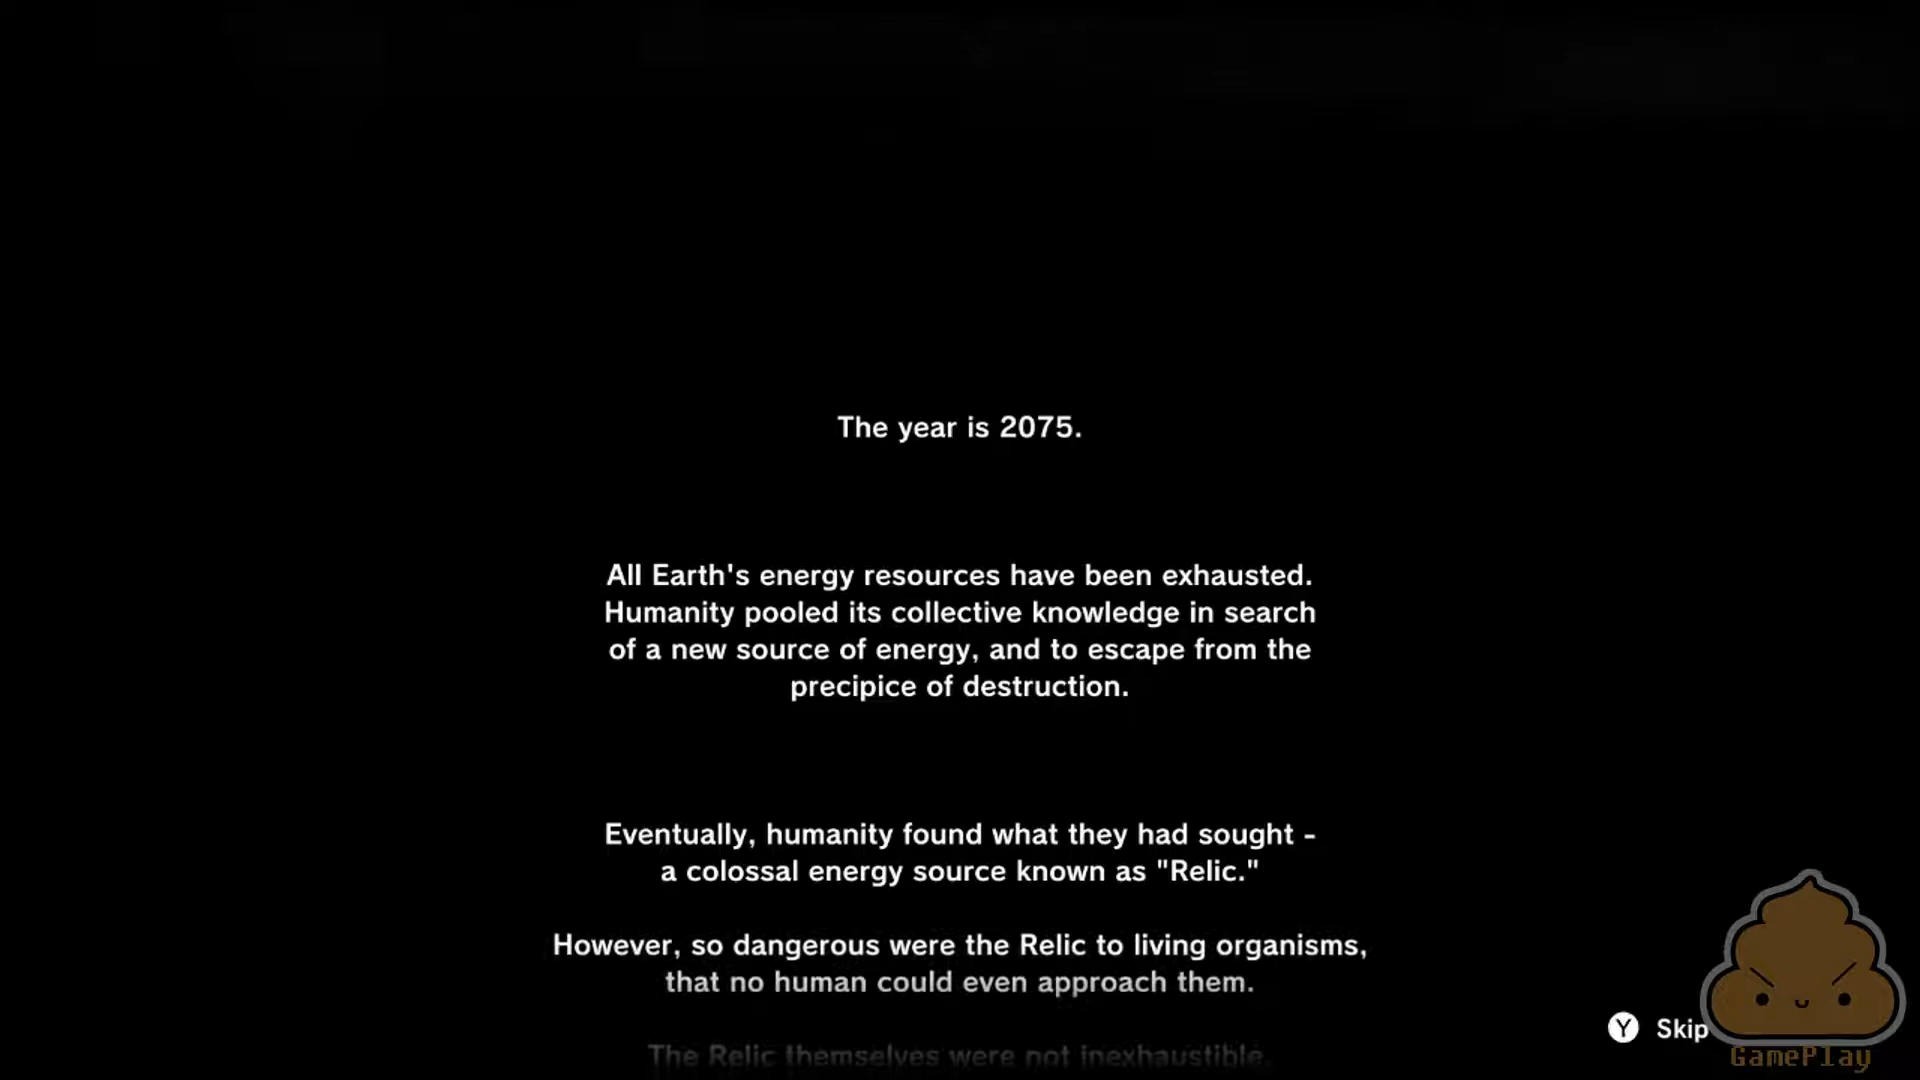 The year is 2075.
All Earth's energy resources have been exhausted.
Humanity pooled its collective knowledge in search
of a new source of energy, and to escape from the
precipice of destruction.
Eventually, humanity found what they had sought -
a colossal energy source known as "Relic."
However, so dangerous were the Relic to living organisms,
that no human could even approach them.
The Relic themselves were not inexhaustible.
Y Skip
GamePlay